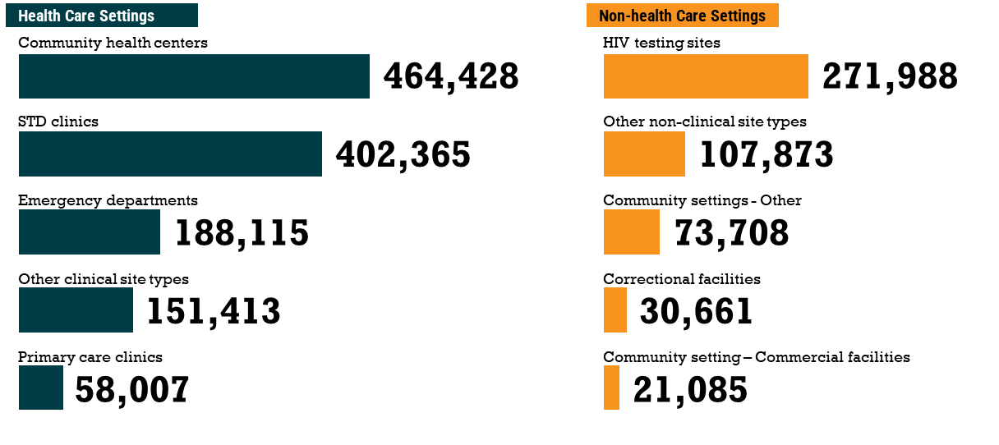 Health Care Settings
Community health centers
464,428
STD clinics
402,365
Emergency departments
188,115
Other clinical site types
151,413
Primary care clinics
58,007
Non-health Care Settings
HIV testing sites
271,988
Other non-clinical site types
107,873
Community settings - Other
73,708
Correctional facilities
30,661
Community setting – Commercial facilities
21,085